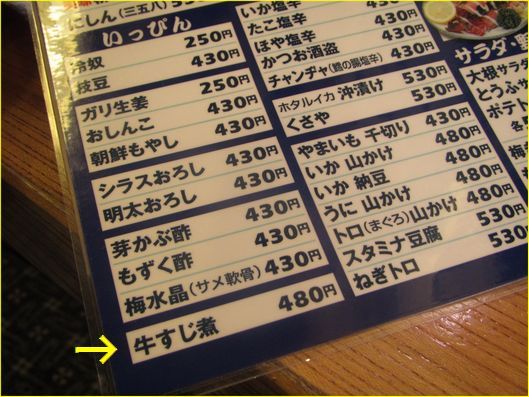 にしん(三五八)530
いっぴん
冷奴 250円
枝豆 430円
ガリ生姜 250円
おしんこ 430円
朝鮮もやし 430円
シラスおろし 430円
明太おろし 430円
芽かぶ酢 430円
もずく酢 430円
梅水晶(サメ軟骨)430円
牛すじ煮 480円
いか塩辛 430円
たこ塩辛 430円
ほや塩辛 430円
かつお酒盗 430円
チャンヂャ(鱈の腸塩辛) 530円
ホタルイカ 沖漬け 530円
くさや 530円
やまいも 千切り 430円
いか 山かけ 480円
いか 納豆 480円
うに 山かけ 480円
トロ(まぐろ)山かけ 480円
スタミナ豆腐 530円
ねぎトロ 530
サラダ・
大根サラダ
とうふサ
ポテト